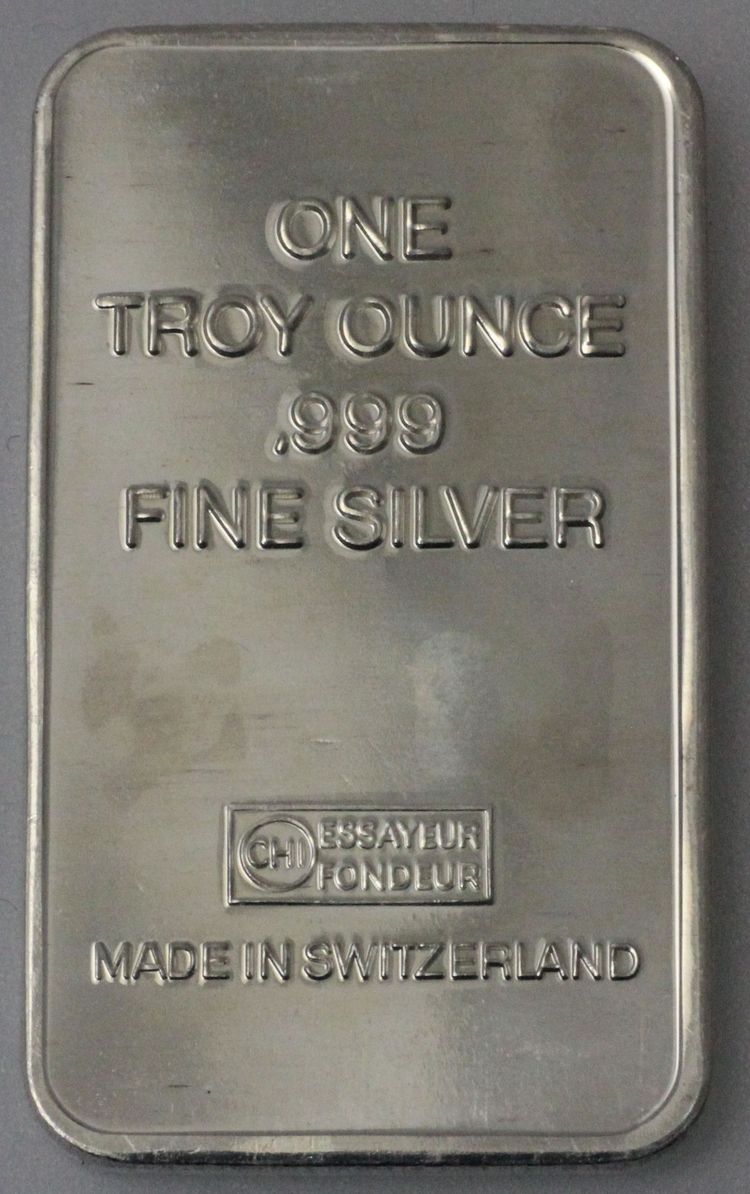 ONE
TROY OUNCE
.999
FINE SILVER
CHI ESSAYEUR
FONDEUR
MADE IN SWITZERLAND